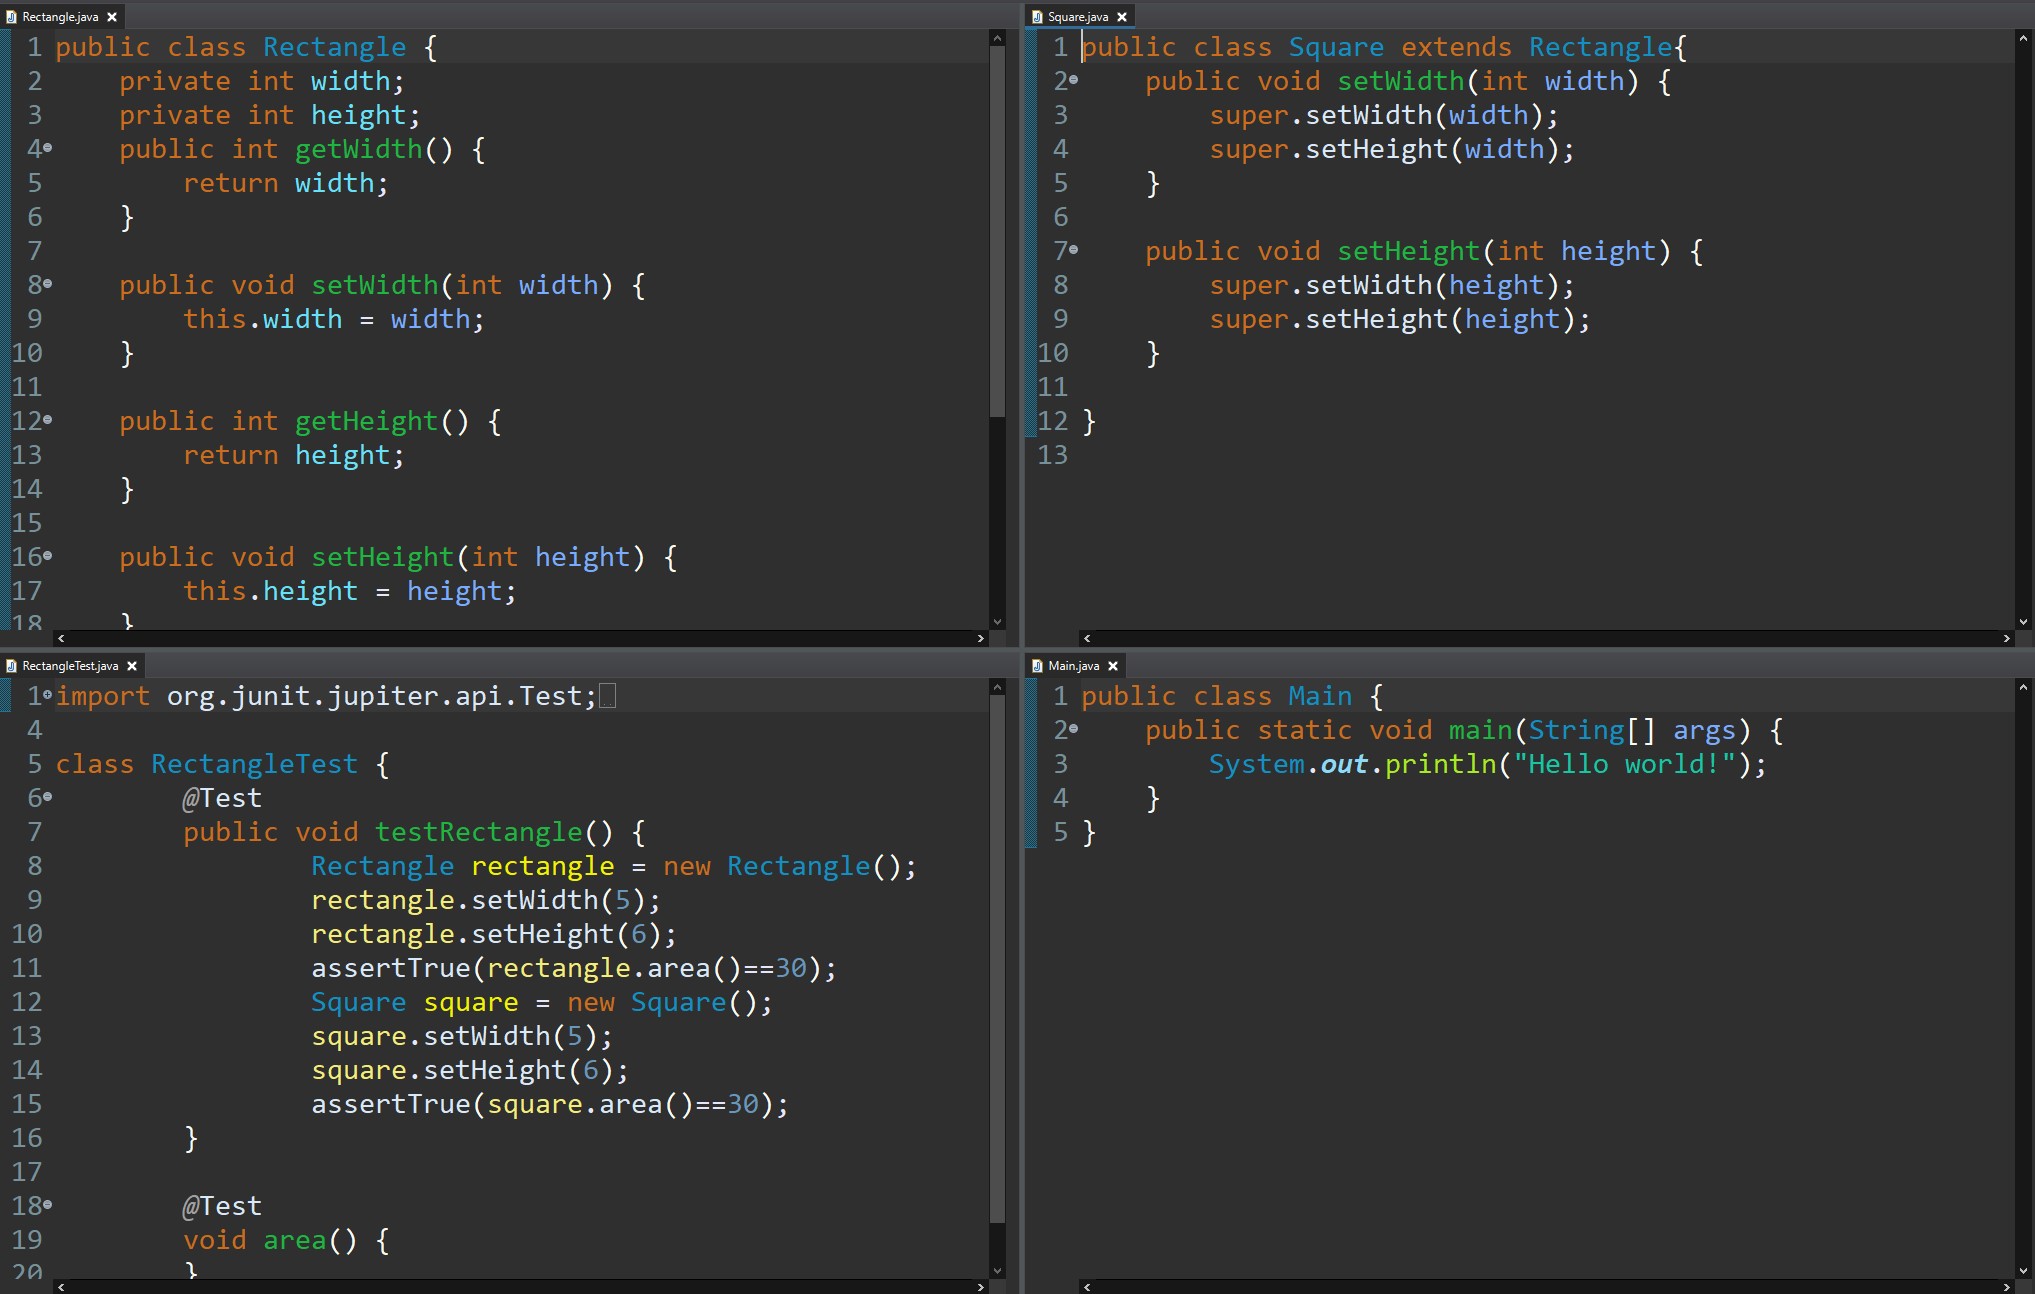 Rectangle.java
1 public class Rectangle {
2 private int width;
3 private int height;
4 public int getWidth() {
5 return width;
6 }
7
8 public void setWidth(int width) {
9 this.width = width;
10 }
11
12 public int getHeight() {
13 return height;
14 }
15
16 public void setHeight(int height) {
17 this.height = height;
18 }
Square.java
1 public class Square extends Rectangle{
2 public void setWidth(int width) {
3 super.setWidth(width);
4 super.setHeight(width);
5 }
6
7 public void setHeight(int height) {
8 super.setWidth(height);
9 super.setHeight(height);
10 }
11
12 }
13
RectangleTest.java
1 import org.junit.jupiter.api.Test;
4
5 class RectangleTest {
6 @Test
7 public void testRectangle() {
8 Rectangle rectangle = new Rectangle();
9 rectangle.setWidth(5);
10 rectangle.setHeight(6);
11 assertTrue(rectangle.area()==30);
12 Square square = new Square();
13 square.setWidth(5);
14 square.setHeight(6);
15 assertTrue(square.area()==30);
16 }
17
18 @Test
19 void area() {
20 }
Main.java
1 public class Main {
2 public static void main(String[] args) {
3 System.out.println("Hello world!");
4 }
5 }